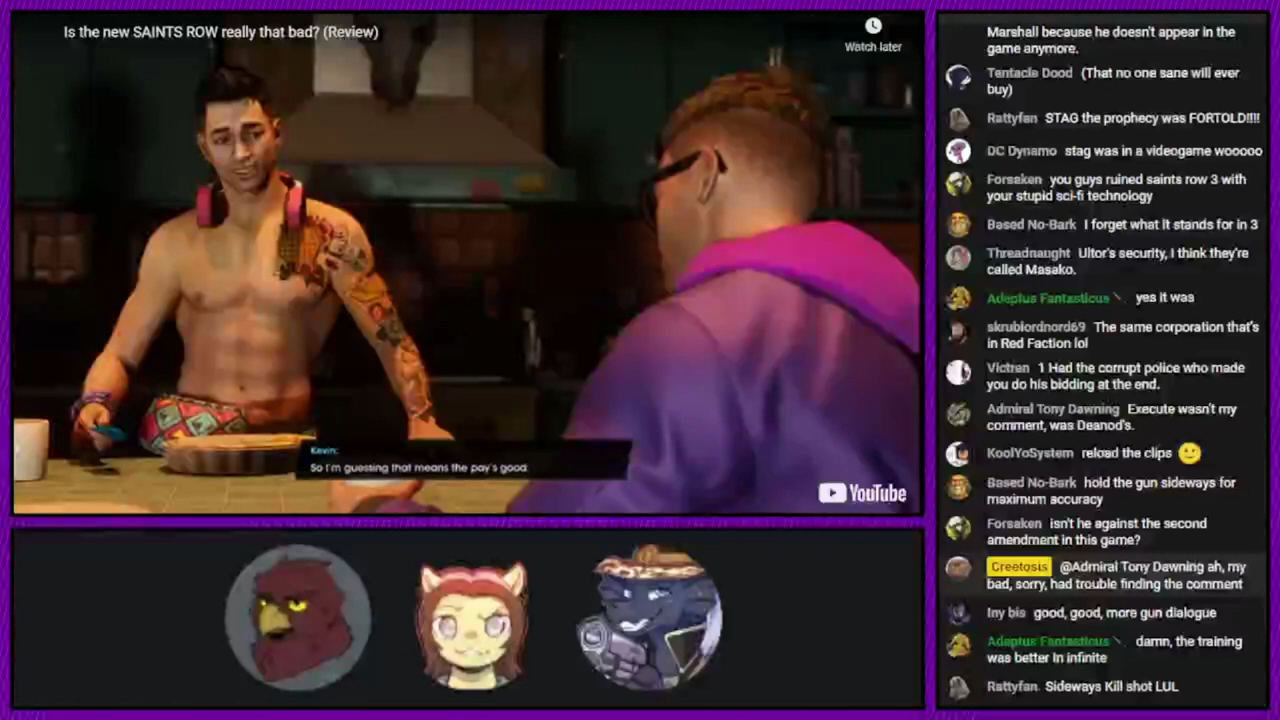 Is the new SAINTS ROW really that bad? (Review)
Watch later
Kevin:
So I'm guessing that means the pay's good.
YouTube
Marshall because he doesn't appear in the
game anymore.
Tentacle Dood (That no one sane will ever
buy)
Rattyfan STAG the prophecy was FORTOLD!!!!
DC Dynamo stag was in a videogame wooooo
Forsaken you guys ruined saints row 3 with
your stupid sci-fi technology
Based No-Bark I forget what it stands for in 3
Threadnaught Ultor's security, I think they're
called Masako.
Adeptus Fantasticus yes it was
skrublordnord69 The same corporation that's
in Red Faction lol
Victren 1 Had the corrupt police who made
you do his bidding at the end.
Admiral Tony Dawning Execute wasn't my
comment, was Deanod's.
KoolYoSystem reload the clips
Based No-Bark hold the gun sideways for
maximum accuracy
Forsaken isn't he against the second
amendment in this game?
Creetosis @Admiral Tony Dawning ah, my
bad, sorry, had trouble finding the comment
Iny bis good, good, more gun dialogue
Adeptus Fantasticus damn, the training
was better in infinite
Rattyfan Sideways Kill shot LUL